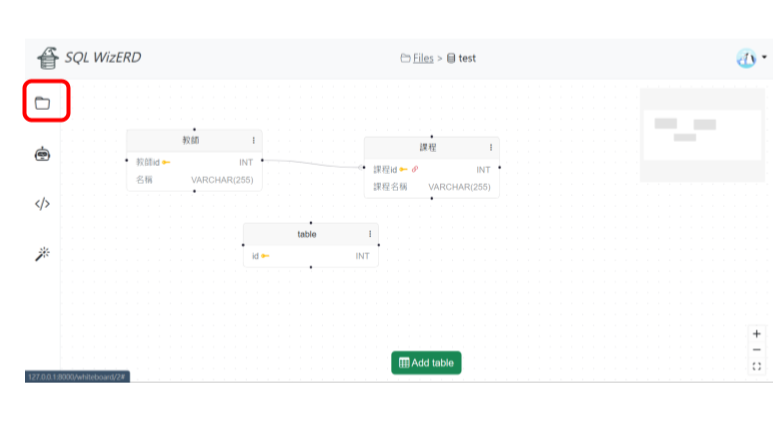 SQL WizERD
Files > test
教師
教師id INT
名稱 VARCHAR(255)
課程
課程id INT
課程名稱 VARCHAR(255)
table
id INT
Add table
127.0.0.1:8000/whiteboard/2#